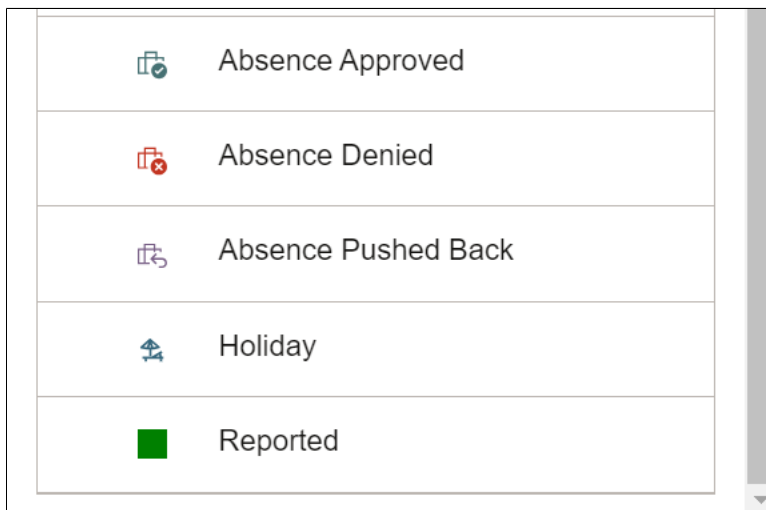 Absence Approved
Absence Denied
Absence Pushed Back
Holiday
Reported